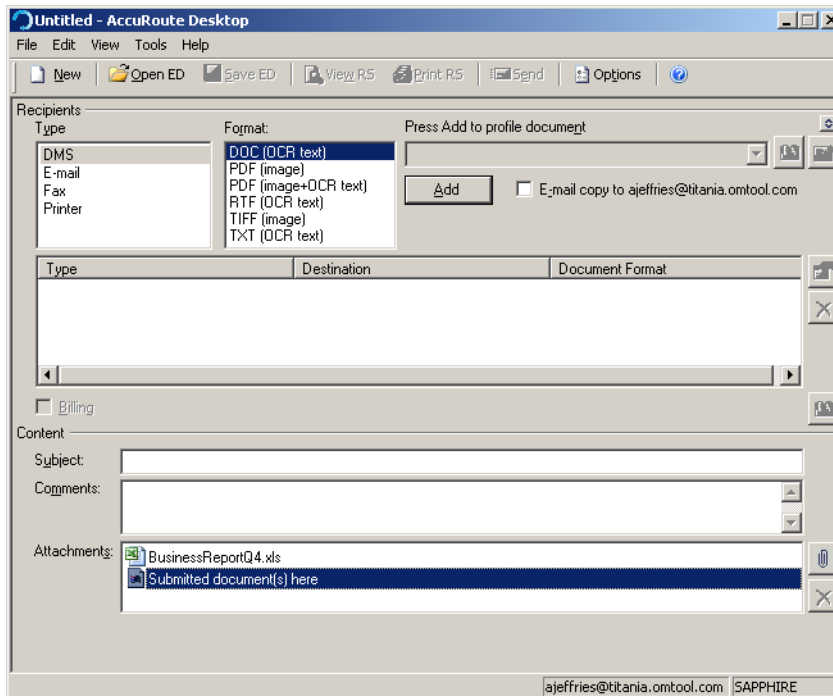 Untitled - AccuRoute Desktop
File Edit View Tools Help
New Open ED Save ED View RS Print RS Send Options
Recipients
Type Format: Press Add to profile document
DMS
E-mail
Fax
Printer
DOC (OCR text)
PDF (image)
PDF (image+OCR text)
RTF (OCR text)
TIFF (image)
TXT (OCR text)
Add E-mail copy to ajeffries@titania.omtool.com
Type Destination Document Format
Billing
Content
Subject:
Comments:
Attachments: BusinessReportQ4.xls
Submitted document(s) here
ajeffries@titania.omtool.com SAPPHIRE